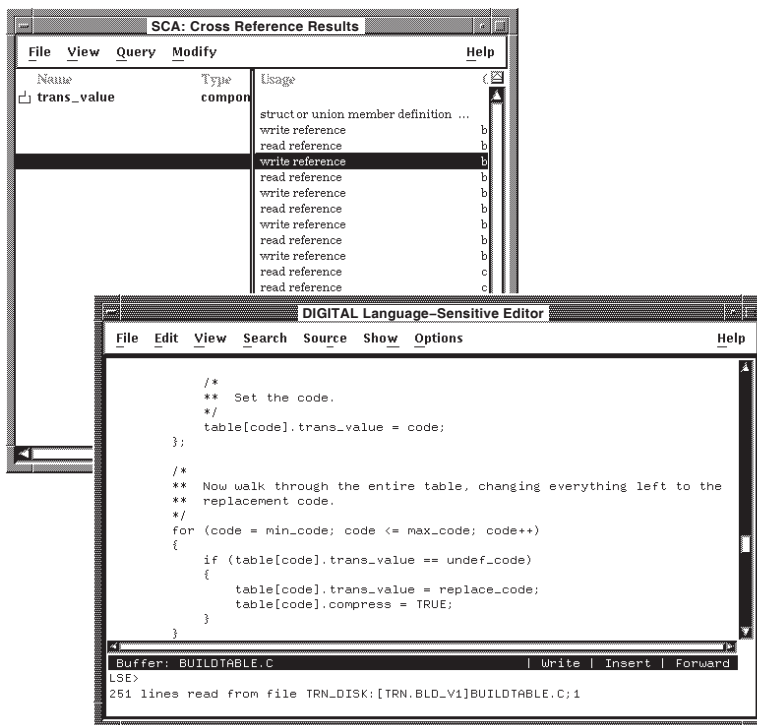 SCA: Cross Reference Results
File View Query Modify Help
Name Type Usage (
trans_value compon
struct or union member definition ...
write reference b
read reference b
write reference b
read reference b
write reference b
read reference b
write reference b
read reference b
write reference b
read reference c
read reference c
DIGITAL Language-Sensitive Editor
File Edit View Search Source Show Options Help
/*
** Set the code.
*/
table[code].trans_value = code;
};
/*
** Now walk through the entire table, changing everything left to the
** replacement code.
*/
for (code = min_code; code <= max_code; code++)
{
if (table[code].trans_value == undef_code)
{
table[code].trans_value = replace_code;
table[code].compress = TRUE;
}
}
Buffer: BUILDTABLE.C | Write | Insert | Forward
LSE>
251 lines read from file TRN_DISK:[TRN.BLD_V1]BUILDTABLE.C;1